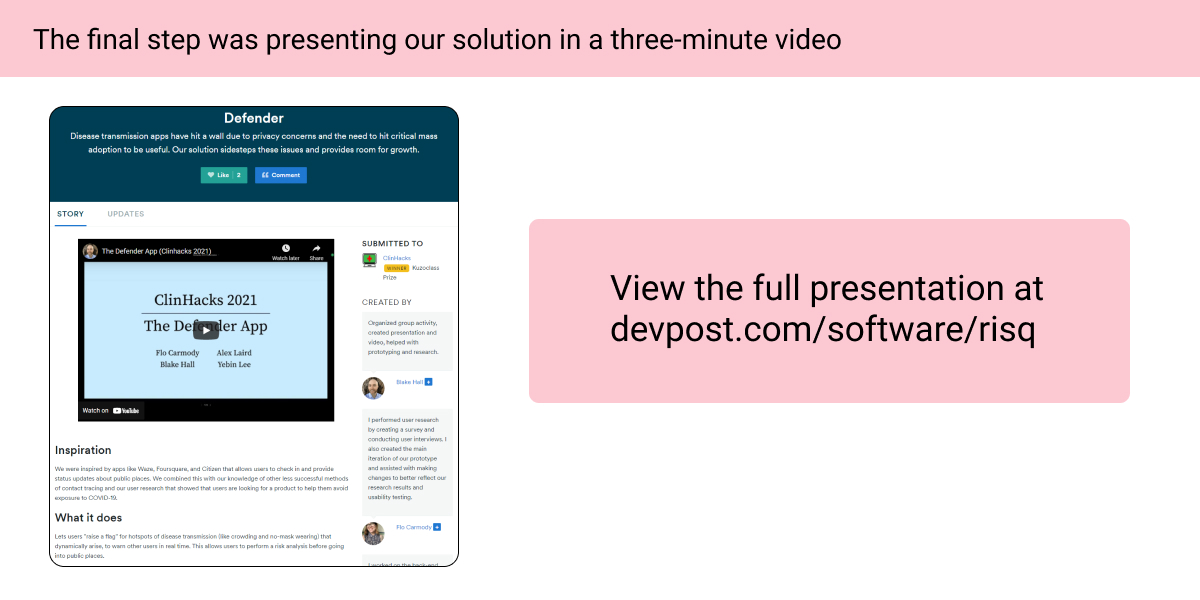 The final step was presenting our solution in a three-minute video
Defender
Disease transmission apps have hit a wall due to privacy concerns and the need to hit critical mass
adoption to be useful. Our solution sidesteps these issues and provides room for growth.
Like 2
Comment
STORY
UPDATES
The Defender App (Clinhacks 2021)
Watch later
Share
ClinHacks 2021
The Defender App
Flo Carmody Alex Laird
Blake Hall Yebin Lee
Watch on YouTube
Inspiration
We were inspired by apps like Waze, Foursquare, and Citizen that allows users to check in and provide
status updates about public places. We combined this with our knowledge of other less successful methods
of contact tracing and our user research that showed that users are looking for a product to help them avoid
exposure to COVID-19.
What it does
Lets users "raise a flag" for hotspots of disease transmission (like crowding and no-mask wearing) that
dynamically arise, to warn other users in real time. This allows users to perform a risk analysis before going
into public places.
SUBMITTED TO
ClinHacks
WINNER Kuzoclass
Prize
CREATED BY
Organized group activity,
created presentation and
video, helped with
prototyping and research.
Blake Hall
I performed user research
by creating a survey and
conducting user interviews. I
also created the main
iteration of our prototype
and assisted with making
changes to better reflect our
research results and
usability testing.
Flo Carmody
I worked on the back-end
View the full presentation at
devpost.com/software/risq